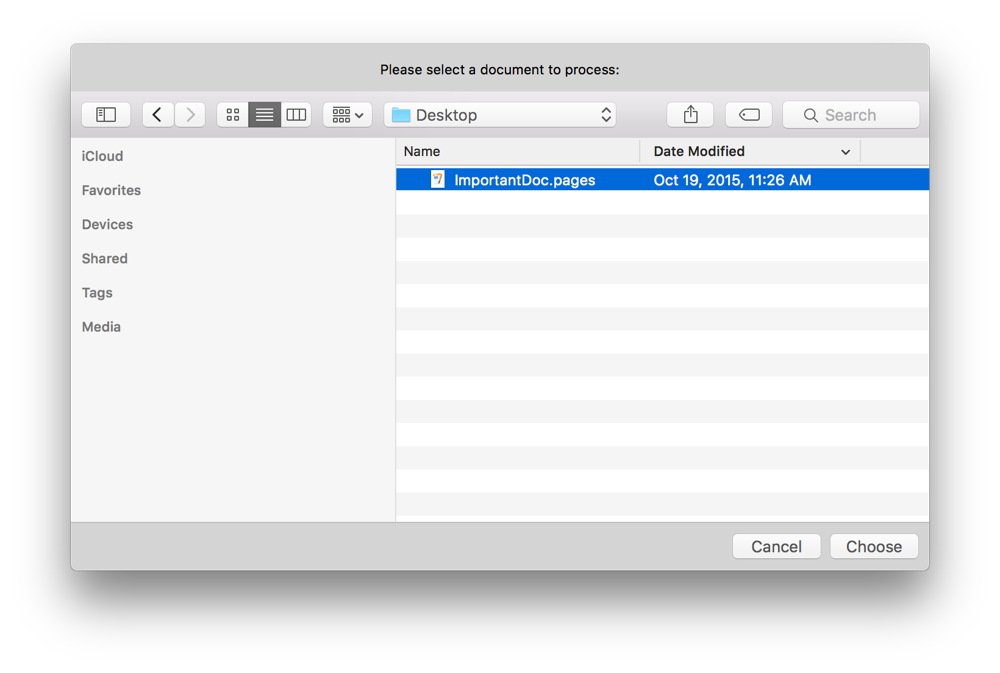 Please select a document to process:
Desktop
Search
iCloud
Favorites
Devices
Shared
Tags
Media
Name Date Modified
ImportantDoc.pages Oct 19, 2015, 11:26 AM
Cancel Choose